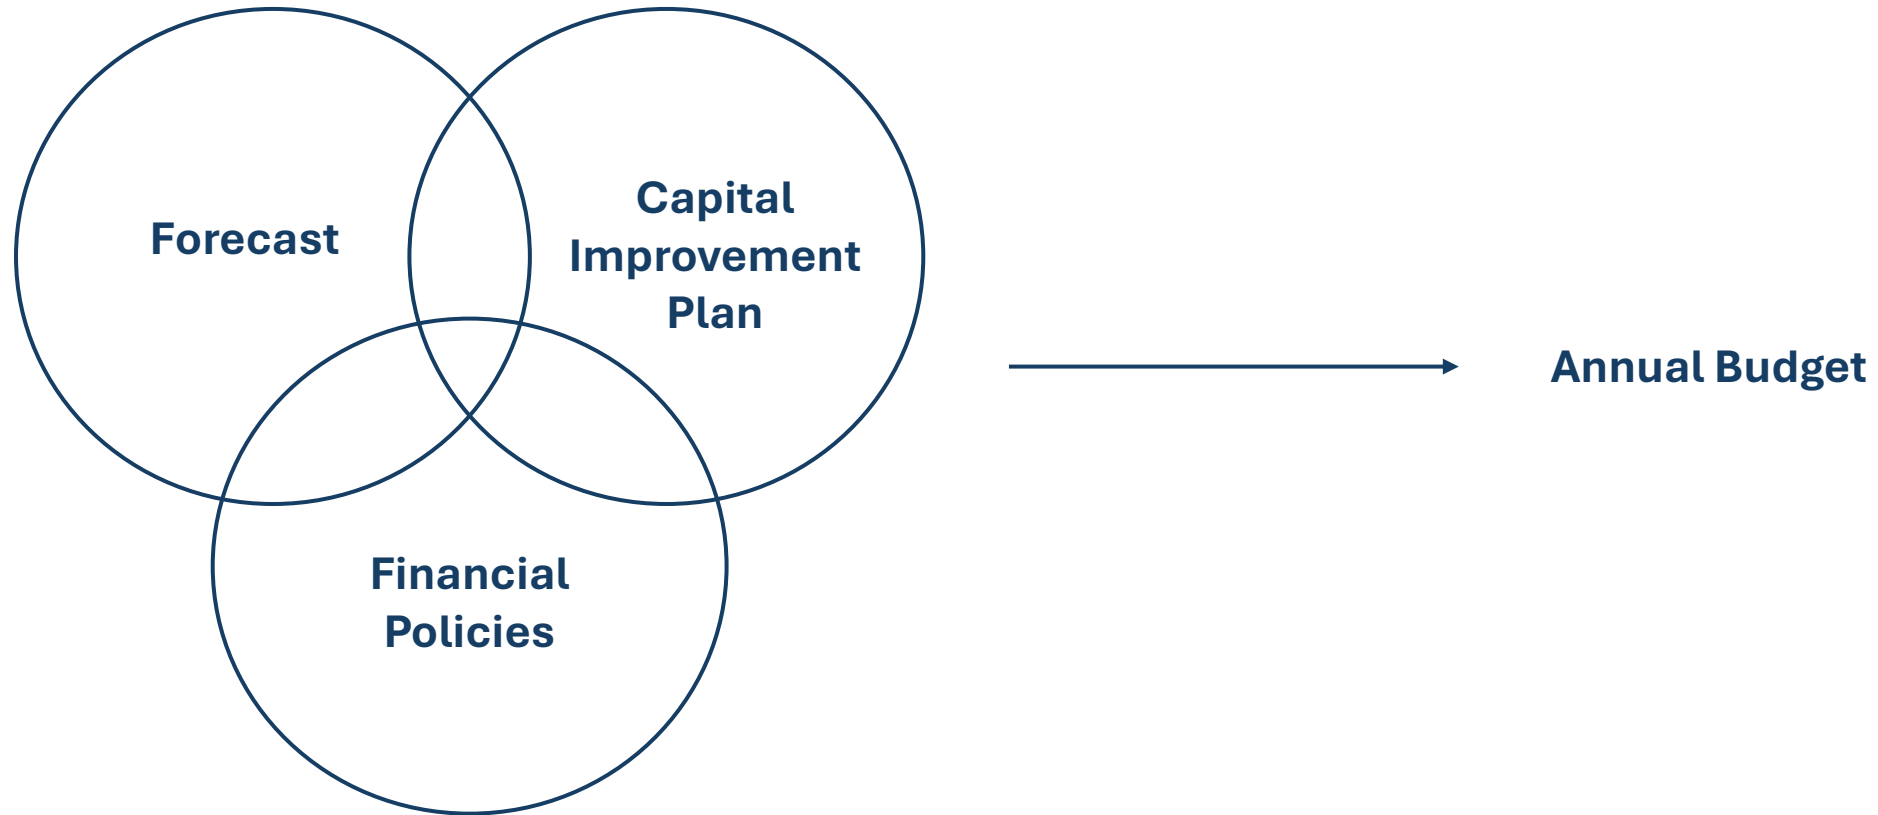 Forecast
Capital
Improvement
Plan
Annual Budget
Financial
Policies